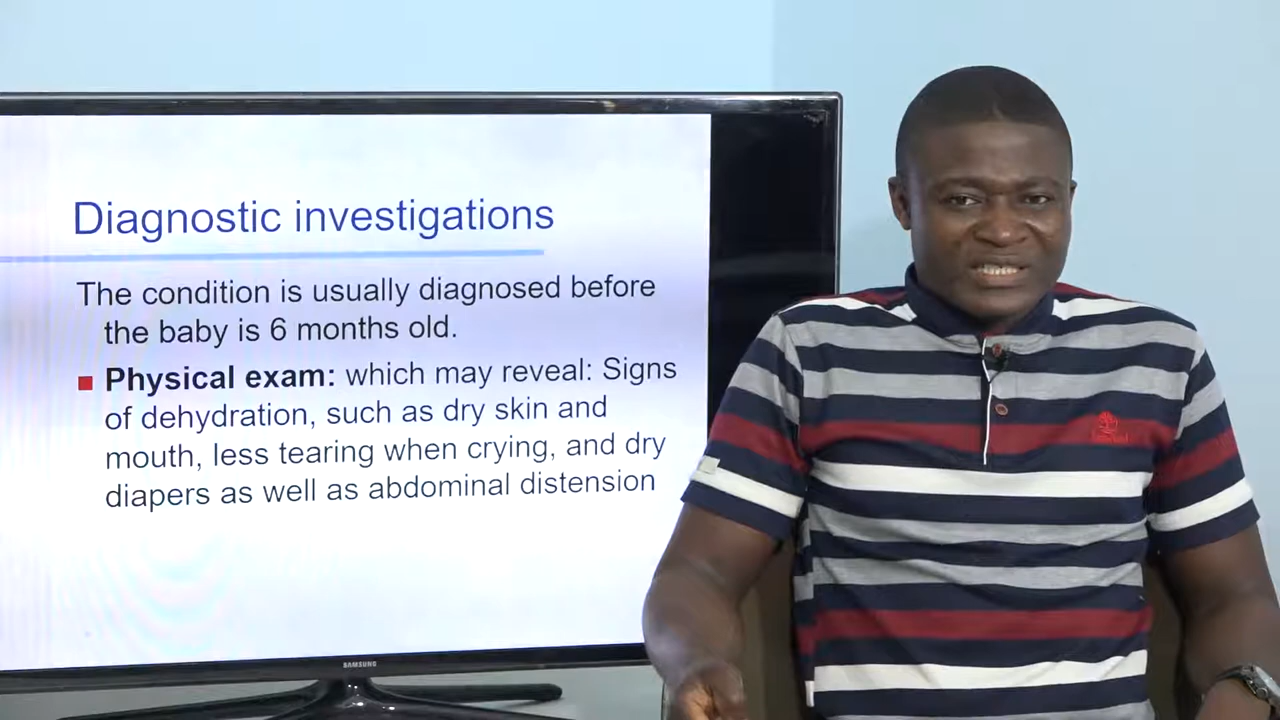 Diagnostic investigations
The condition is usually diagnosed before
the baby is 6 months old.
Physical exam: which may reveal: Signs
of dehydration, such as dry skin and
mouth, less tearing when crying, and dry
diapers as well as abdominal distension
SAMSUNG